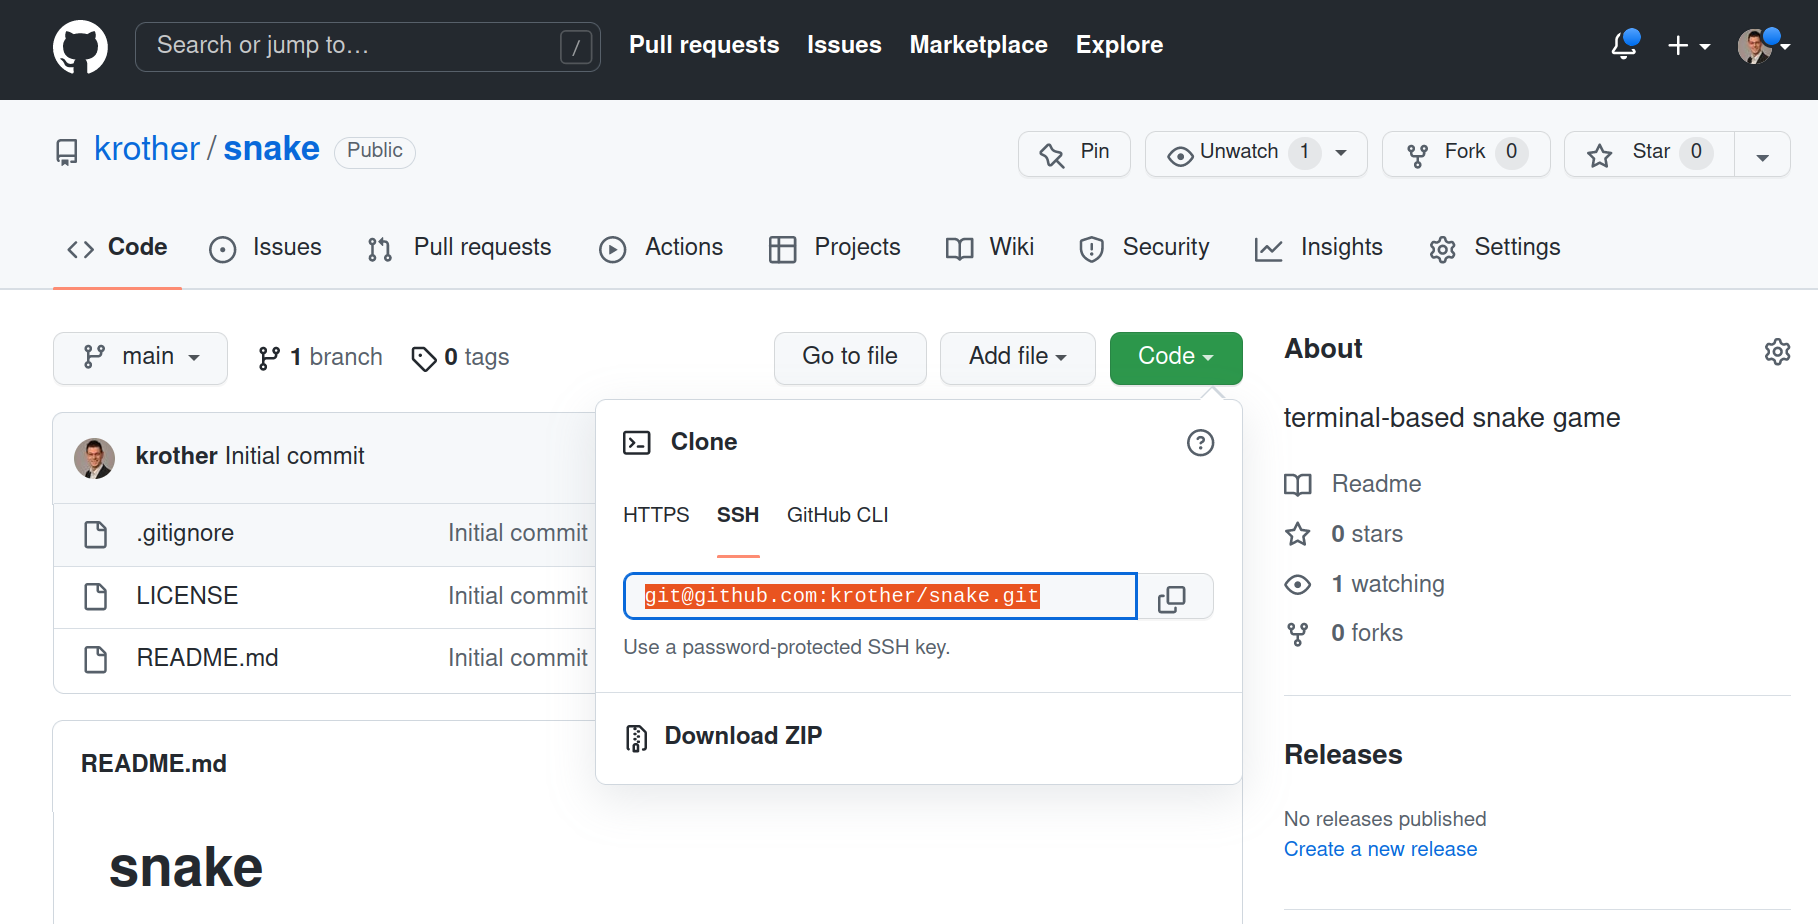 Search or jump to… /
Pull requests Issues Marketplace Explore
krother / snake Public
Pin Unwatch 1 Fork 0 Star 0
Code Issues Pull requests Actions Projects Wiki Security Insights Settings
main 1 branch 0 tags Go to file Add file Code
About
terminal-based snake game
Readme
0 stars
1 watching
0 forks
Releases
No releases published
Create a new release
Clone
HTTPS SSH GitHub CLI
git@github.com:krother/snake.git
Use a password-protected SSH key.
Download ZIP
krother Initial commit
.gitignore Initial commit
LICENSE Initial commit
README.md Initial commit
README.md
snake